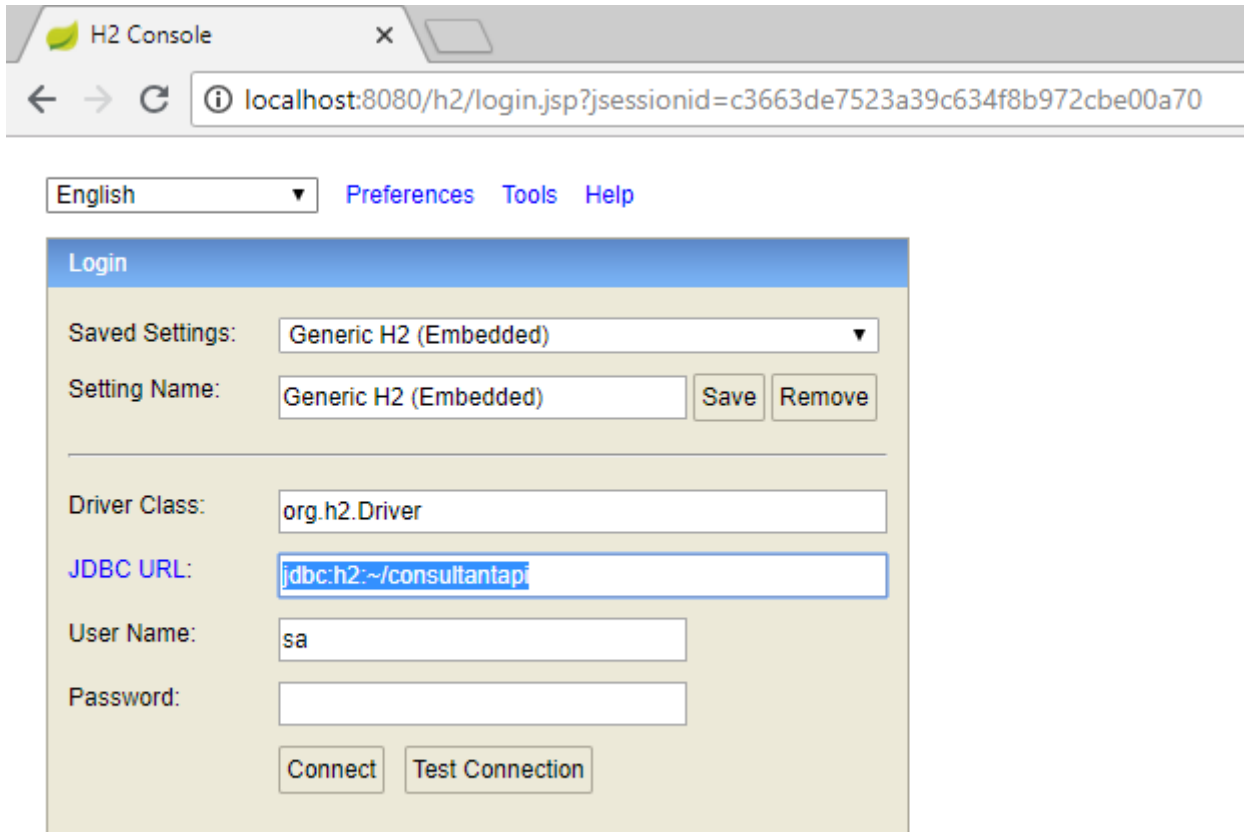 H2 Console
localhost:8080/h2/login.jsp?jsessionid=c3663de7523a39c634f8b972cbe00a70
English Preferences Tools Help
Login
Saved Settings: Generic H2 (Embedded)
Setting Name: Generic H2 (Embedded) Save Remove
Driver Class: org.h2.Driver
JDBC URL: jdbc:h2:~/consultantapi
User Name: sa
Password:
Connect Test Connection